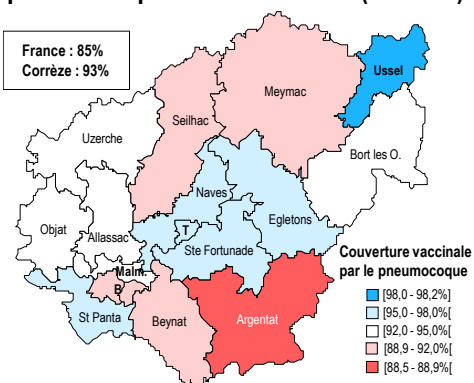 France : 85%
Corrèze : 93%
Ussel
Meymac
Seilhac
Uzerche
Bort les O.
Naves
Egletons
Objat
Allassac
T
Ste Fortunade
Malm.
B
St Panta
Beynat
Argentat
Couverture vaccinale
par le pneumocoque
[98,0 - 98,2%]
[95,0 - 98,0%[
[92,0 - 95,0%[
[88,9 - 92,0%[
[88,5 - 88,9%[